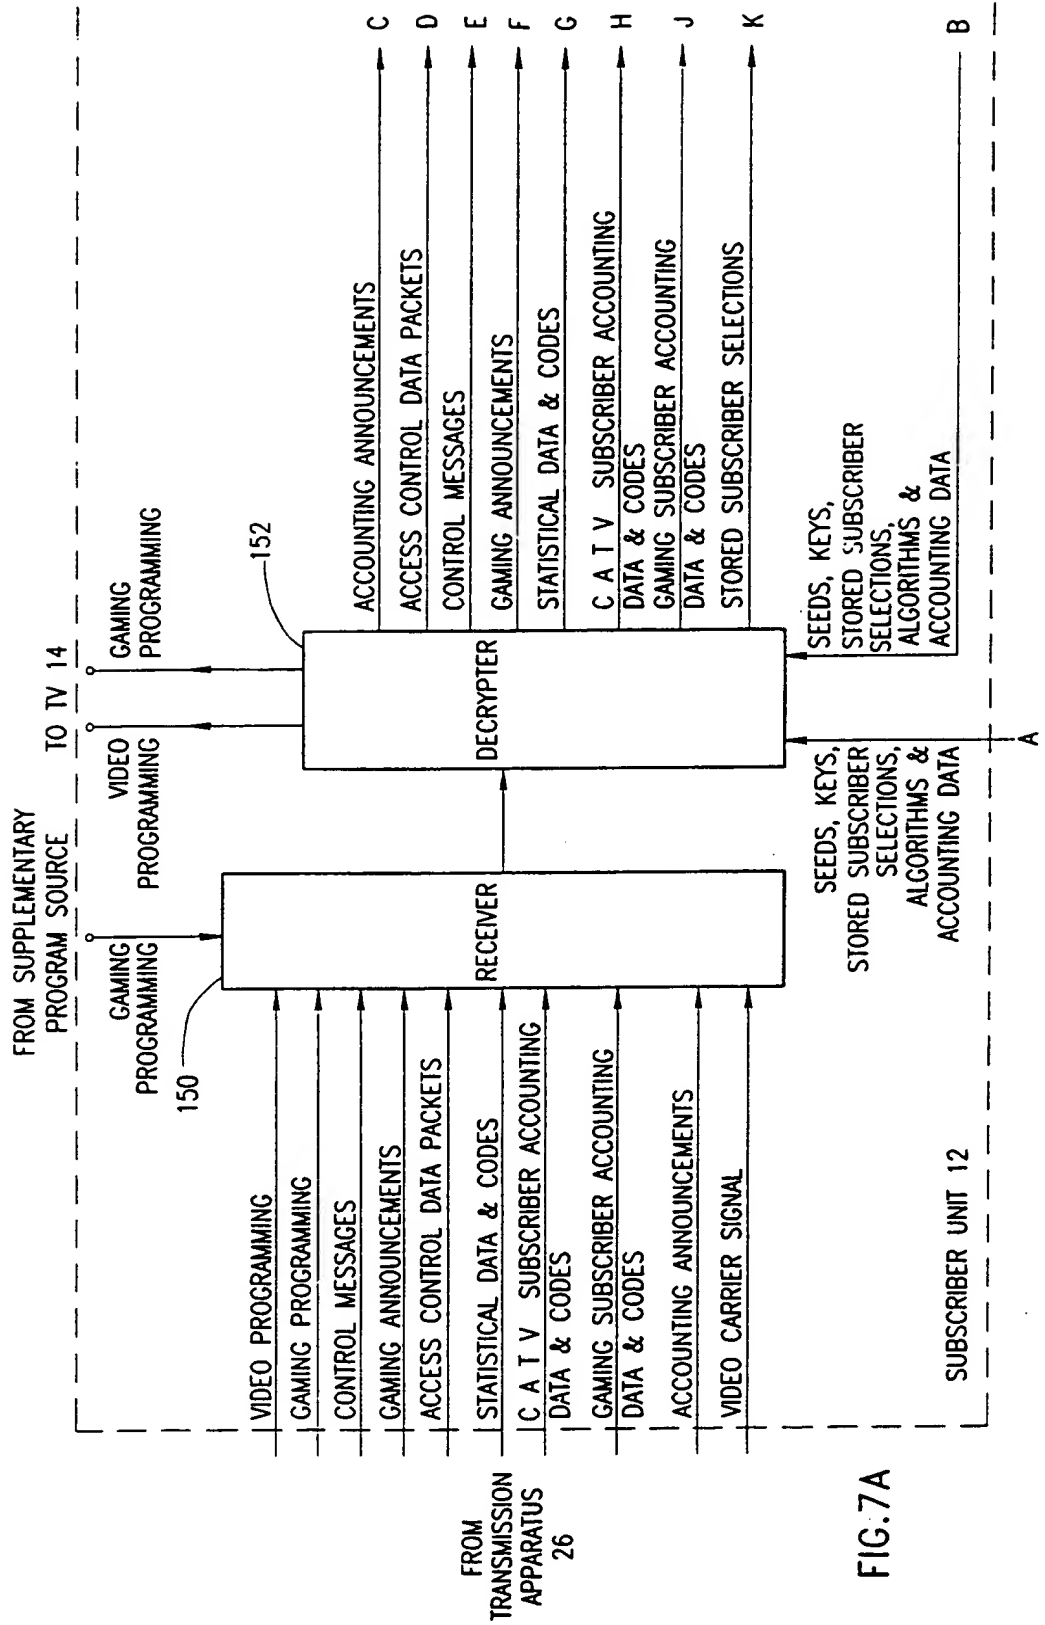 FROM SUPPLEMENTARY
PROGRAM SOURCE
TO TV 14
GAMING
PROGRAMMING
VIDEO
PROGRAMMING
GAMING
PROGRAMMING
150
152
FROM
TRANSMISSION
APPARATUS
26
VIDEO PROGRAMMING
GAMING PROGRAMMING
CONTROL MESSAGES
GAMING ANNOUNCEMENTS
ACCESS CONTROL DATA PACKETS
STATISTICAL DATA & CODES
C A T V SUBSCRIBER ACCOUNTING
DATA & CODES
GAMING SUBSCRIBER ACCOUNTING
DATA & CODES
ACCOUNTING ANNOUNCEMENTS
VIDEO CARRIER SIGNAL
RECEIVER
DECRYPTER
ACCOUNTING ANNOUNCEMENTS
C
ACCESS CONTROL DATA PACKETS
D
CONTROL MESSAGES
E
GAMING ANNOUNCEMENTS
F
STATISTICAL DATA & CODES
G
C A T V SUBSCRIBER ACCOUNTING
DATA & CODES
H
GAMING SUBSCRIBER ACCOUNTING
DATA & CODES
J
STORED SUBSCRIBER SELECTIONS
K
SEEDS, KEYS,
STORED SUBSCRIBER
SELECTIONS,
ALGORITHMS &
ACCOUNTING DATA
A
SEEDS, KEYS,
STORED SUBSCRIBER
SELECTIONS,
ALGORITHMS &
ACCOUNTING DATA
B
SUBSCRIBER UNIT 12
FIG. 7A